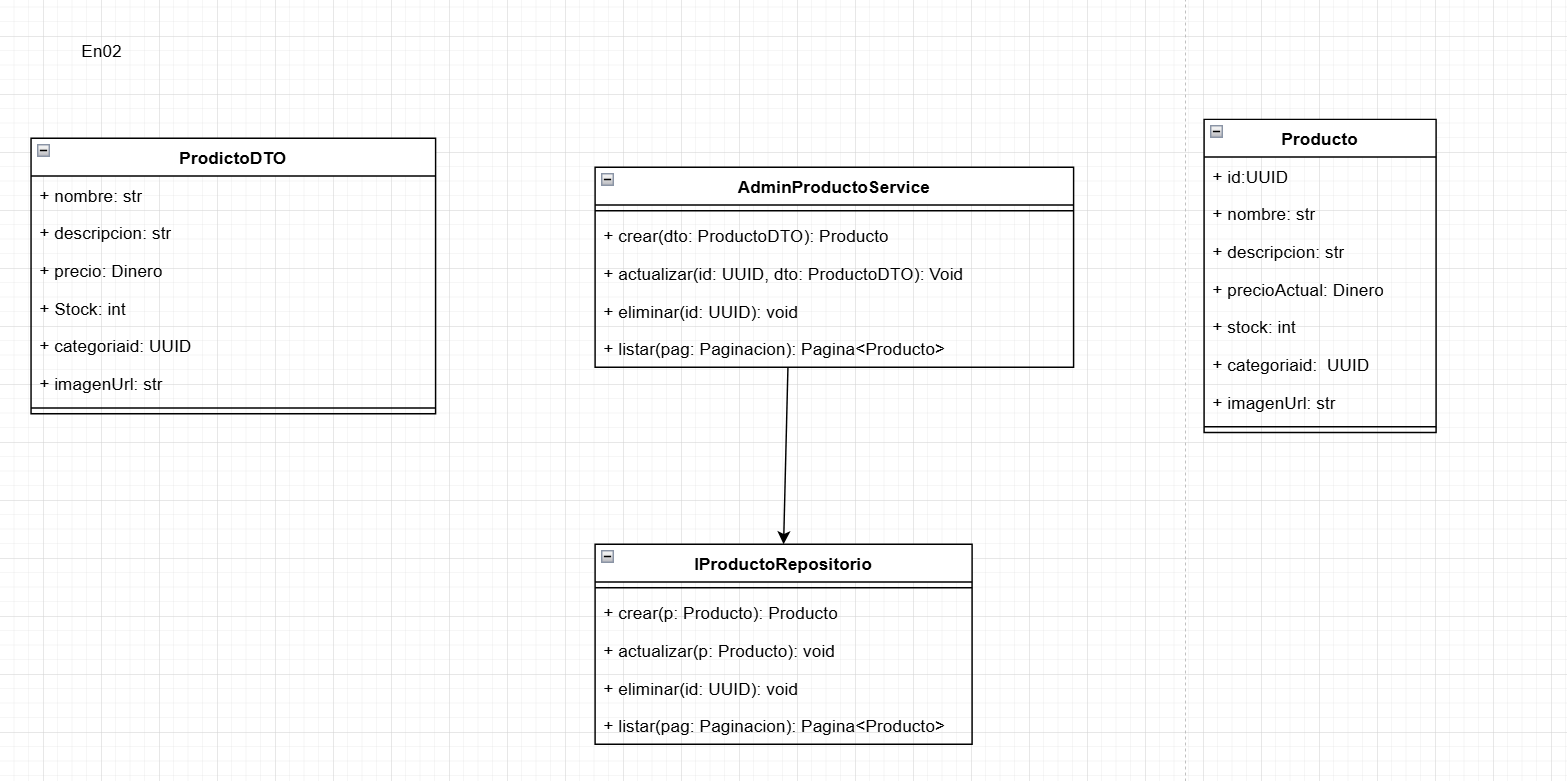 En02
ProdictoDTO
+ nombre: str
+ descripcion: str
+ precio: Dinero
+ Stock: int
+ categoriaid: UUID
+ imagenUrl: str
AdminProductoService
+ crear(dto: ProductoDTO): Producto
+ actualizar(id: UUID, dto: ProductoDTO): Void
+ eliminar(id: UUID): void
+ listar(pag: Paginacion): Pagina<Producto>
Producto
+ id:UUID
+ nombre: str
+ descripcion: str
+ precioActual: Dinero
+ stock: int
+ categoriaid:  UUID
+ imagenUrl: str
IProductoRepositorio
+ crear(p: Producto): Producto
+ actualizar(p: Producto): void
+ eliminar(id: UUID): void
+ listar(pag: Paginacion): Pagina<Producto>